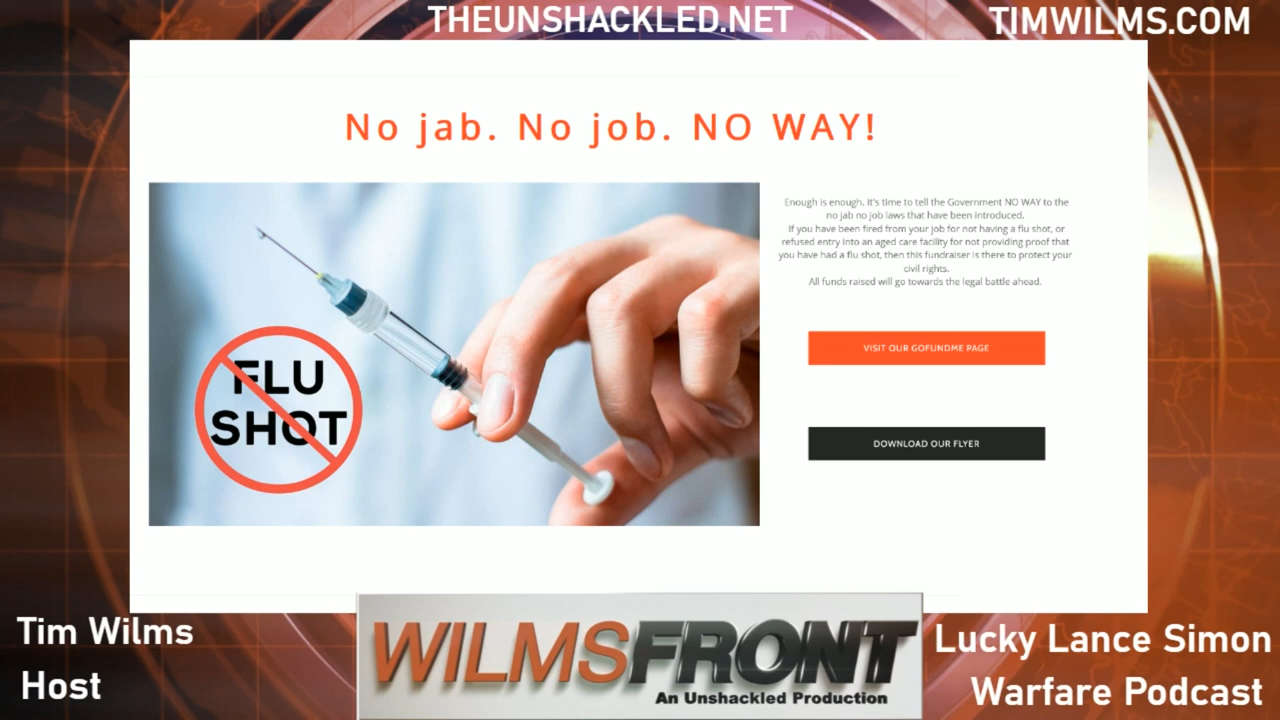 THEUNSHACKLED.NET
TIMWILMS.COM
No jab. No job. NO WAY!
Enough is enough. It's time to tell the Government NO WAY to the
no jab no job laws that have been introduced.
If you have been fired from your job for not having a flu shot, or
refused entry into an aged care facility for not providing proof that
you have had a flu shot, then this fundraiser is there to protect your
civil rights.
All funds raised will go towards the legal battle ahead.
FLU
SHOT
VISIT OUR GOFUNDME PAGE
DOWNLOAD OUR FLYER
Tim Wilms
Host
WILMSFRONT
An Unshackled Production
Lucky Lance Simon
Warfare Podcast